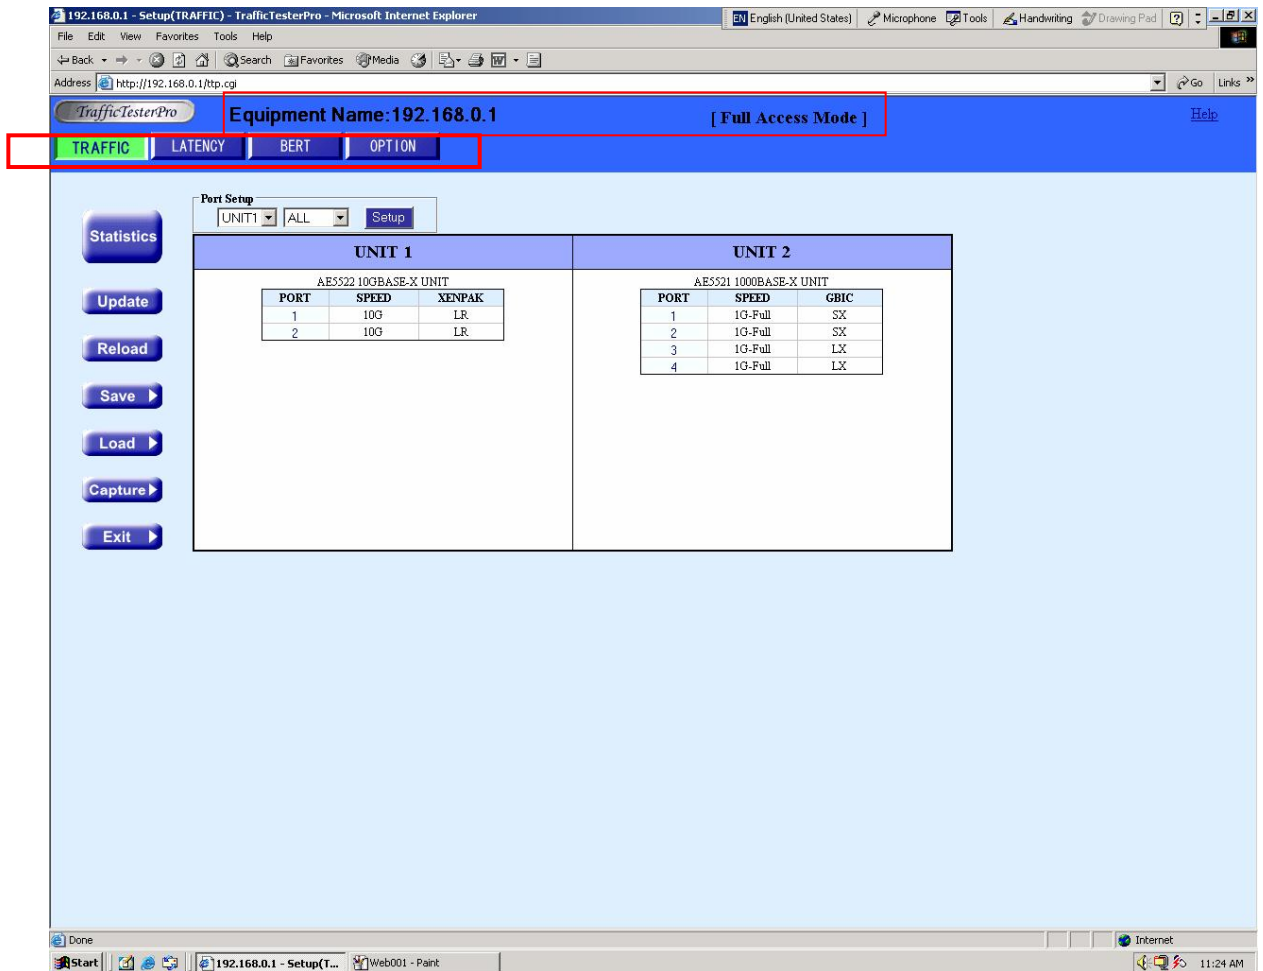 192.168.0.1 - Setup(TRAFFIC) - TrafficTesterPro - Microsoft Internet Explorer
EN English (United States) Microphone Tools Handwriting Drawing Pad
File Edit View Favorites Tools Help
Back Search Favorites Media
Address http://192.168.0.1/ttp.cgi Go Links »
TrafficTesterPro Equipment Name:192.168.0.1 [ Full Access Mode ] Help
TRAFFIC LATENCY BERT OPTION
Port Setup
UNIT1 ALL Setup
Statistics
UNIT 1 UNIT 2
AE5522 10GBASE-X UNIT AE5521 1000BASE-X UNIT
PORT SPEED XENPAK PORT SPEED GBIC
1 10G LR 1 1G-Full SX
2 10G LR 2 1G-Full SX
3 1G-Full LX
4 1G-Full LX
Update
Reload
Save
Load
Capture
Exit
Done Internet
Start 192.168.0.1 - Setup(T... Web001 - Paint 11:24 AM